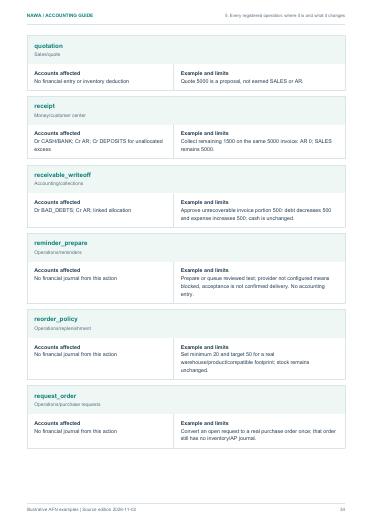 NAWA / ACCOUNTING GUIDE
5. Every registered operation: where it is and what it changes
quotation
Sales/quote
Accounts affected
No financial entry or inventory deduction
Example and limits
Quote 5000 is a promise, not earned SALES or AR.
receipt
Money/customer center
Accounts affected
Dr CASH/BANK; Cr AR; Cr DEPOSITS for unallocated
excess
Example and limits
Collect remaining 1500 on the same 5000 invoice: AR 0; SALES
remains 5000.
receivable_writeoff
Accounting/collections
Accounts affected
Dr BAD_DEBTS; Cr AR; linked allocation
Example and limits
Approve unrecoverable invoice portion 500: debt decreases 500
and expense increases 500; cash is unchanged.
reminder_prepare
Operations/reminders
Accounts affected
No financial journal from this action
Example and limits
Prepare or queue reviewed text; provider not configured means
blocked, acceptance is not confirmed delivery. No accounting
entry.
reorder_policy
Operations/replenishment
Accounts affected
No financial journal from this action
Example and limits
Set minimum 20 and target 50 for a real
warehouse/product/compatible footprint; stock remains
unchanged.
request_order
Operations/purchase requests
Accounts affected
No financial journal from this action
Example and limits
Convert an open request to a real purchase order once; that order
still has no inventory/AP journal.
Illustrative AFN examples | Source edition